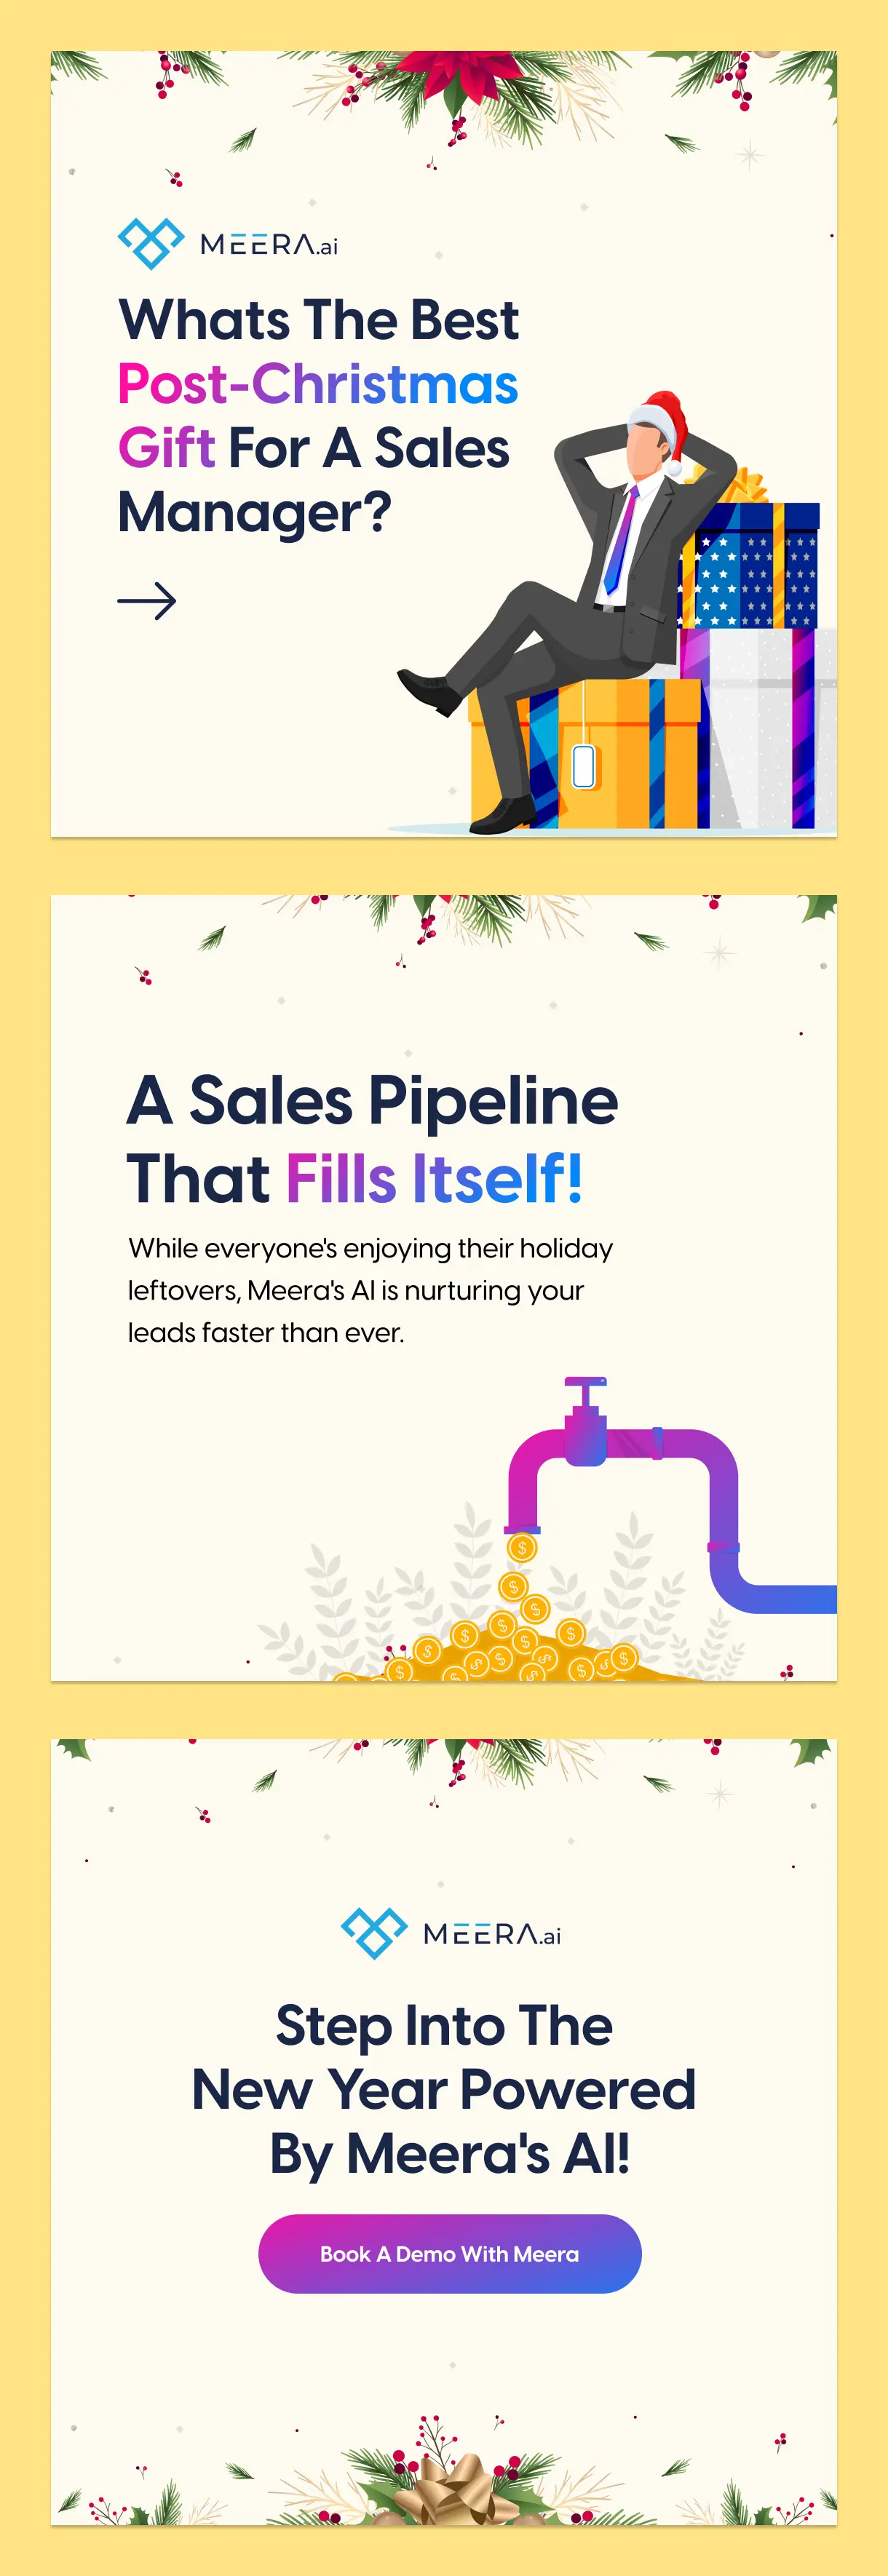 MEERA.ai
Whats The Best
Post-Christmas
Gift For A Sales
Manager?
A Sales Pipeline
That Fills Itself!
While everyone's enjoying their holiday
leftovers, Meera's AI is nurturing your
leads faster than ever.
MEERA.ai
Step Into The
New Year Powered
By Meera's AI!
Book A Demo With Meera